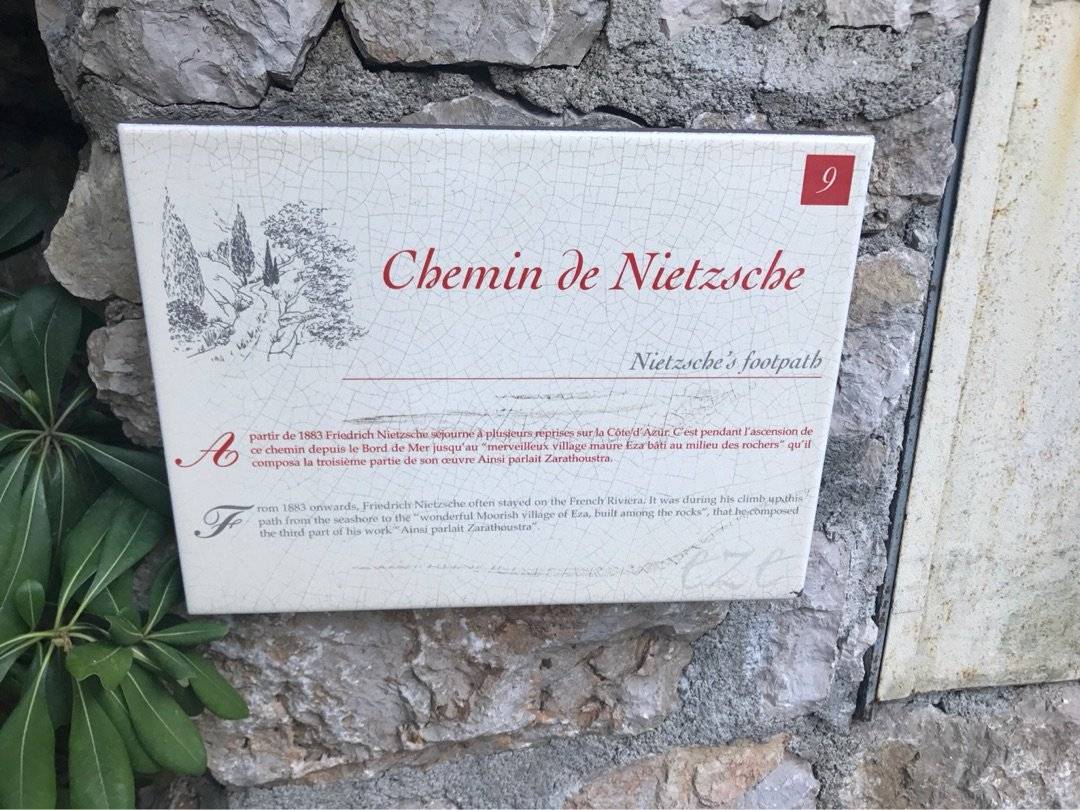 9
Chemin de Nietzsche
Nietzsche's footpath
A partir de 1883 Friedrich Nietzsche séjourne à plusieurs reprises sur la Côte d'Azur. C'est pendant l'ascension de
ce chemin depuis le Bord de Mer jusqu'au "merveilleux village maure Eza bâti au milieu des rochers" qu'il
composa la troisième partie de son œuvre Ainsi parlait Zarathoustra.
From 1883 onwards, Friedrich Nietzsche often stayed on the French Riviera. It was during his climb up this
path from the seashore to the "wonderful Moorish village of Eza, built among the rocks", that he composed
the third part of his work "Ainsi parlait Zarathoustra".
eze